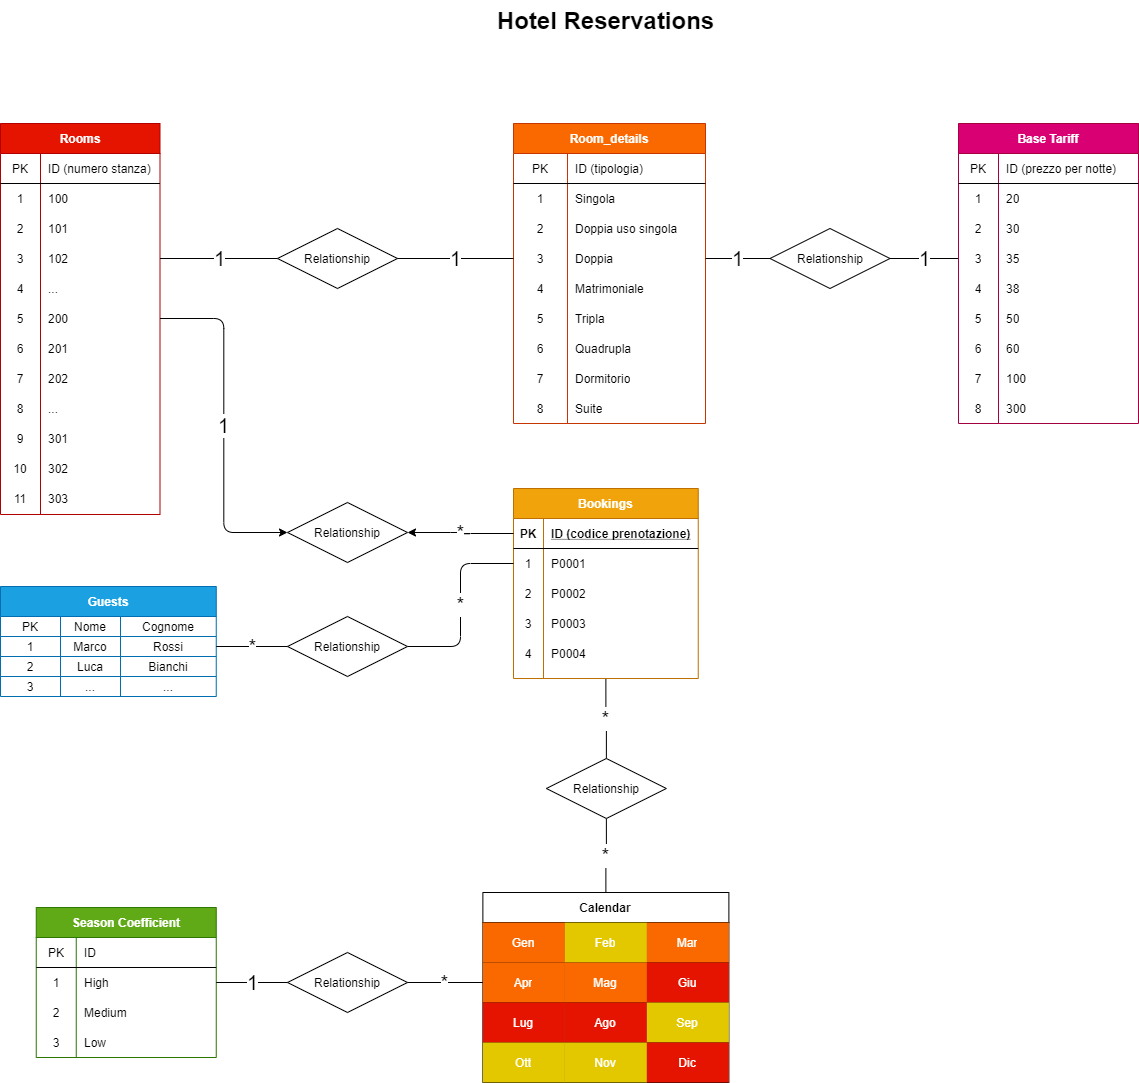 Hotel Reservations
Rooms
PK ID (numero stanza)
1 100
2 101
3 102
4 ...
5 200
6 201
7 202
8 ...
9 301
10 302
11 303
1
Relationship
1
Room_details
PK ID (tipologia)
1 Singola
2 Doppia uso singola
3 Doppia
4 Matrimoniale
5 Tripla
6 Quadrupla
7 Dormitorio
8 Suite
1
Relationship
1
Base Tariff
PK ID (prezzo per notte)
1 20
2 30
3 35
4 38
5 50
6 60
7 100
8 300
1
Relationship
*
Bookings
PK ID (codice prenotazione)
1 P0001
2 P0002
3 P0003
4 P0004
Guests
PK Nome Cognome
1 Marco Rossi
2 Luca Bianchi
3 ... ...
*
Relationship
*
*
Relationship
*
Season Coefficient
PK ID
1 High
2 Medium
3 Low
1
Relationship
*
Calendar
Gen Feb Mar
Apr Mag Giu
Lug Ago Sep
Ott Nov Dic